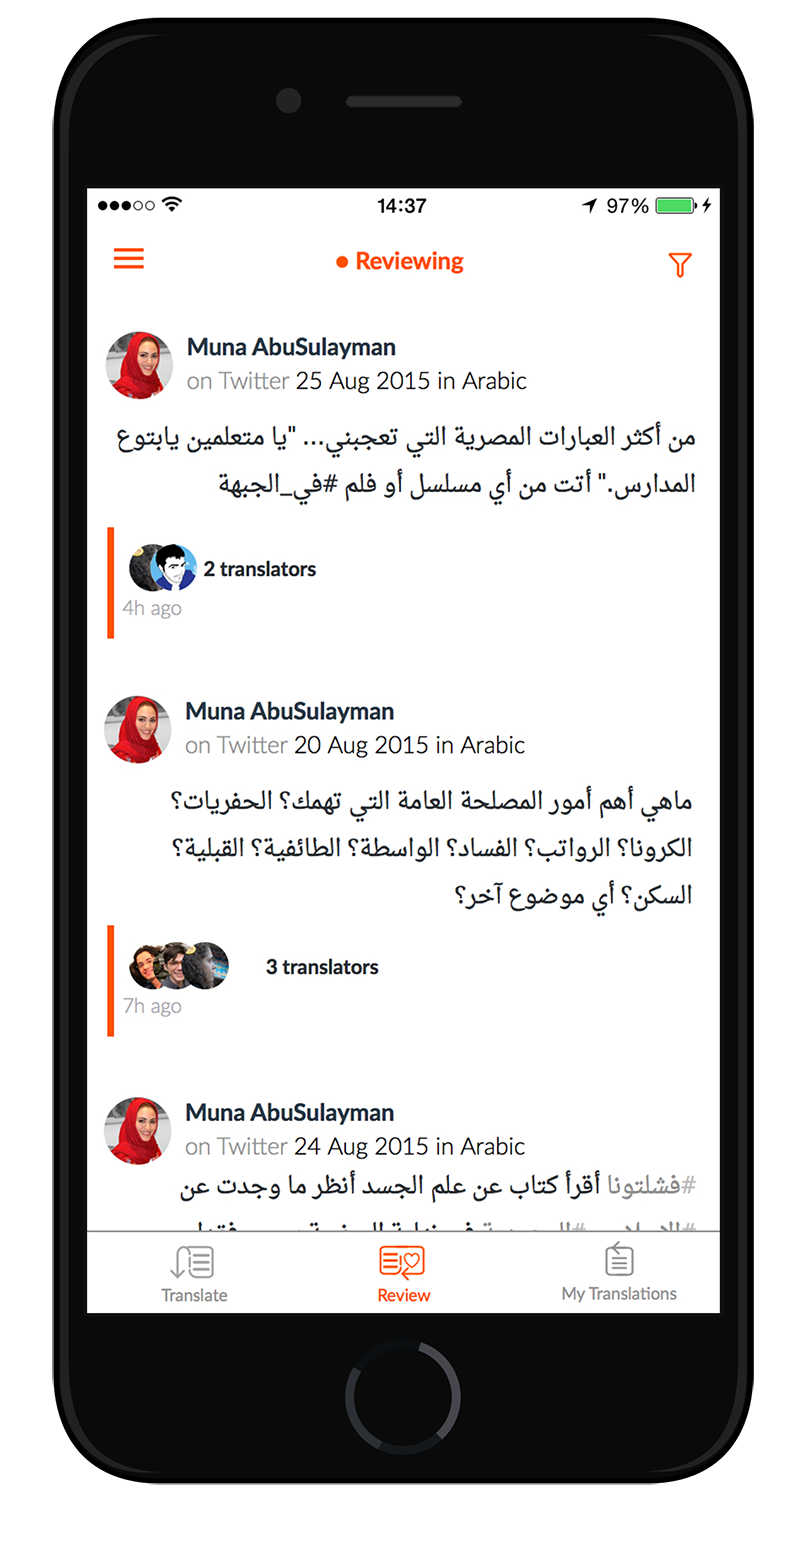 14:37
97%
Reviewing
Muna AbuSulayman
on Twitter 25 Aug 2015 in Arabic
من أكثر العبارات المصرية التي تعجبني... "يا متعلمين يابتوع
المدارس." أتت من أي مسلسل أو فلم #في_الجبهة
2 translators
4h ago
Muna AbuSulayman
on Twitter 20 Aug 2015 in Arabic
ماهي أهم أمور المصلحة العامة التي تهمك؟ الحفريات؟
الكرونا؟ الرواتب؟ الفساد؟ الواسطة؟ الطائفية؟ القبلية؟
السكن؟ أي موضوع آخر؟
3 translators
7h ago
Muna AbuSulayman
on Twitter 24 Aug 2015 in Arabic
#فشلتونا أقرأ كتاب عن علم الجسد أنظر ما وجدت عن
Translate
Review
My Translations